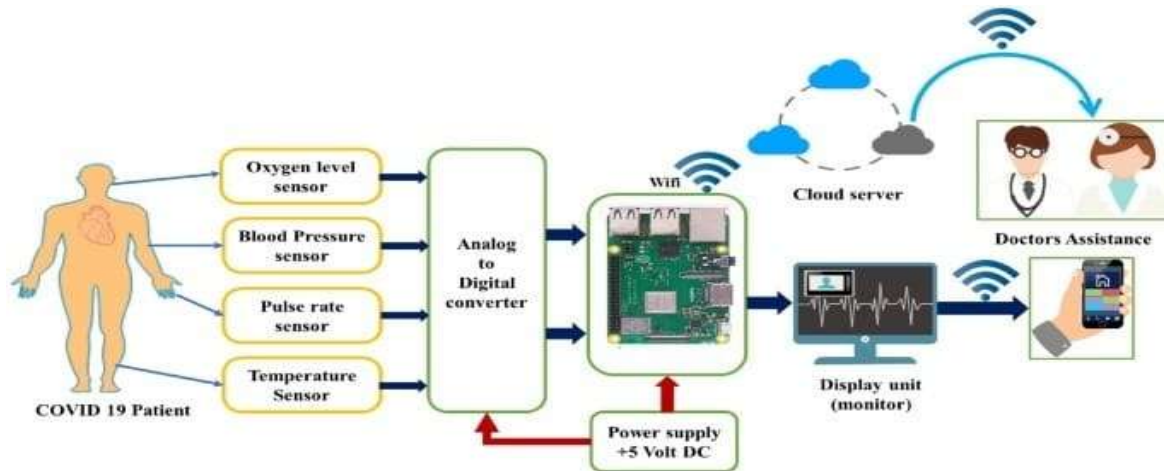 COVID 19 Patient
Oxygen level
sensor
Blood Pressure
sensor
Pulse rate
sensor
Temperature
Sensor
Analog
to
Digital
converter
Wifi
Power supply
+5 Volt DC
Cloud server
Doctors Assistance
Display unit
(monitor)